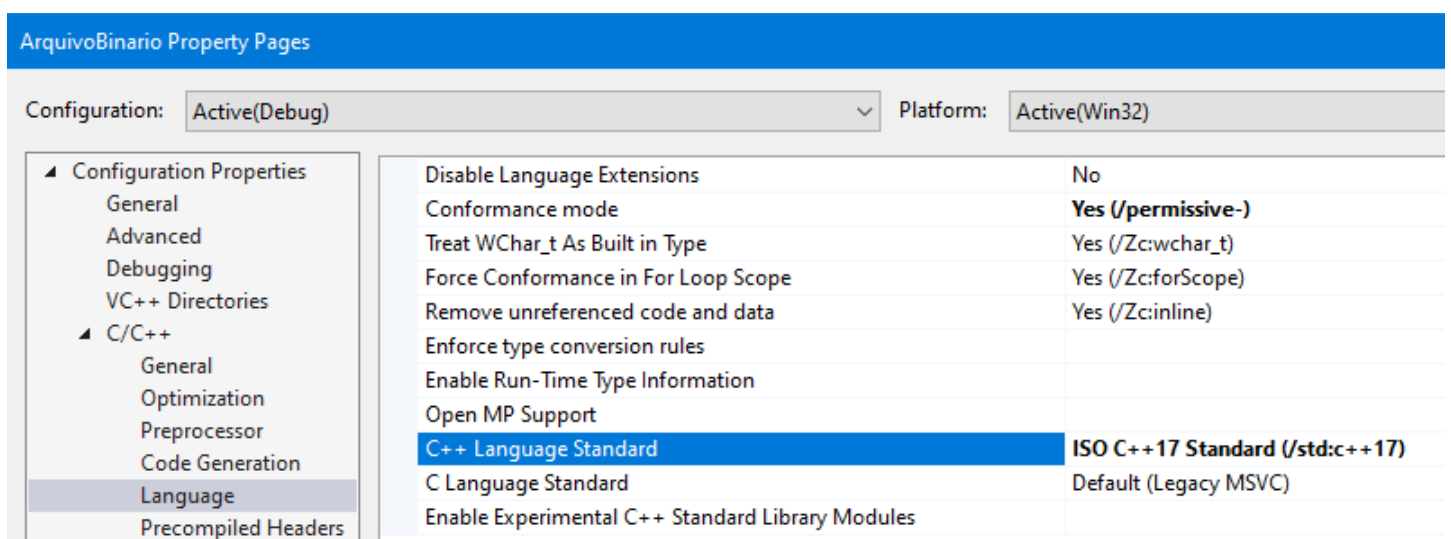 ArquivoBinario Property Pages
Configuration: Active(Debug) Platform: Active(Win32)
Configuration Properties
General
Advanced
Debugging
VC++ Directories
C/C++
General
Optimization
Preprocessor
Code Generation
Language
Precompiled Headers
Disable Language Extensions No
Conformance mode Yes (/permissive-)
Treat WChar_t As Built in Type Yes (/Zc:wchar_t)
Force Conformance in For Loop Scope Yes (/Zc:forScope)
Remove unreferenced code and data Yes (/Zc:inline)
Enforce type conversion rules
Enable Run-Time Type Information
Open MP Support
C++ Language Standard ISO C++17 Standard (/std:c++17)
C Language Standard Default (Legacy MSVC)
Enable Experimental C++ Standard Library Modules